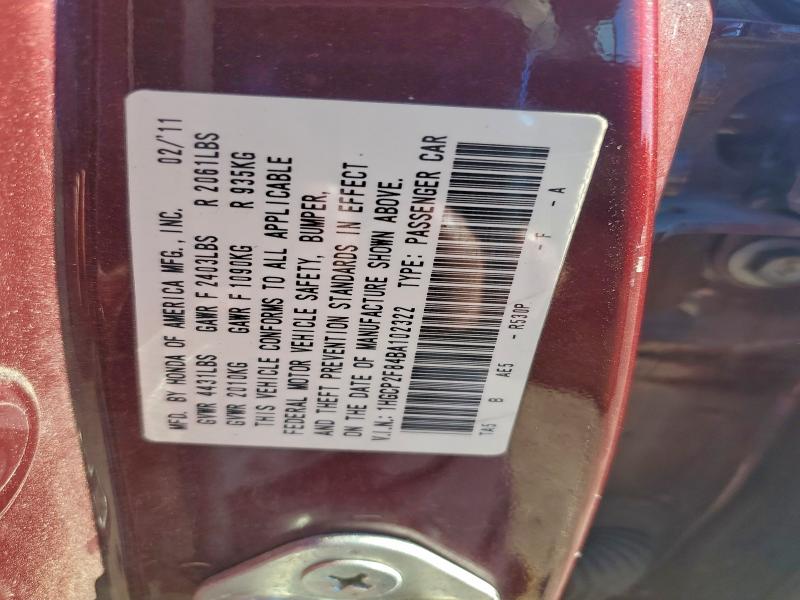 MFD. BY HONDA OF AMERICA MFG., INC. 02/'11
GVWR 4431LBS GAWR F 2403LBS R 2061LBS
GVWR 2010KG GAWR F 1090KG R 935KG
THIS VEHICLE CONFORMS TO ALL APPLICABLE
FEDERAL MOTOR VEHICLE SAFETY, BUMPER,
AND THEFT PREVENTION STANDARDS IN EFFECT
ON THE DATE OF MANUFACTURE SHOWN ABOVE.
V.I.N.: 1HGCP2F84BA102322 TYPE: PASSENGER CAR
TA5 B AE5 - R530P - F - A